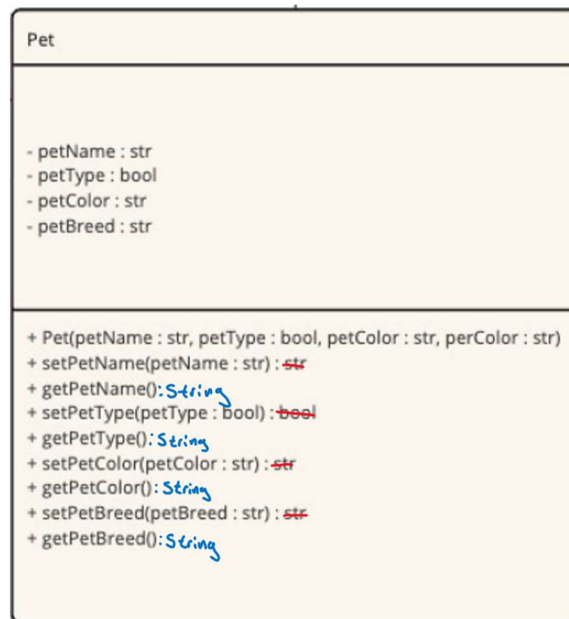 Pet
- petName : str
- petType : bool
- petColor : str
- petBreed : str
+ Pet(petName : str, petType : bool, petColor : str, perColor : str)
+ setPetName(petName : str) : str
+ getPetName(): String
+ setPetType(petType : bool) : bool
+ getPetType(): String
+ setPetColor(petColor : str) : str
+ getPetColor(): String
+ setPetBreed(petBreed : str) : str
+ getPetBreed(): String